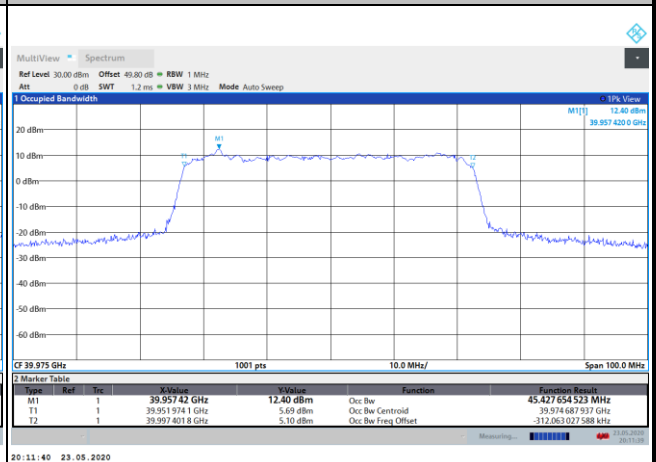 MultiView Spectrum
Ref Level 30.00 dBm Offset 49.80 dB RBW 1 MHz
Att 0 dB SWT 1.2 ms VBW 3 MHz Mode Auto Sweep
1 Occupied Bandwidth 1Pk View
M1[1] 12.40 dBm
39.957 420 0 GHz
20 dBm
M1
10 dBm
T1
T2
0 dBm
-10 dBm
-20 dBm
-30 dBm
-40 dBm
-50 dBm
-60 dBm
CF 39.975 GHz 1001 pts 10.0 MHz/ Span 100.0 MHz
2 Marker Table
Type Ref Trc X-Value Y-Value Function Function Result
M1 1 39.957 42 GHz 12.40 dBm Occ Bw 45.427 654 523 MHz
T1 1 39.951 974 1 GHz 5.69 dBm Occ Bw Centroid 39.974 687 937 GHz
T2 1 39.997 401 8 GHz 5.10 dBm Occ Bw Freq Offset -312.063 027 588 kHz
Measuring... 23.05.2020
20:11:39
20:11:40 23.05.2020